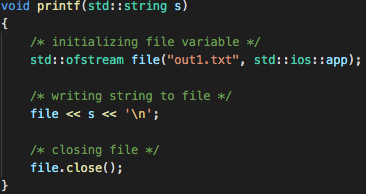 void printf(std::string s)
{
/* initializing file variable */
std::ofstream file("out1.txt", std::ios::app);
/* writing string to file */
file << s << '\n';
/* closing file */
file.close();
}